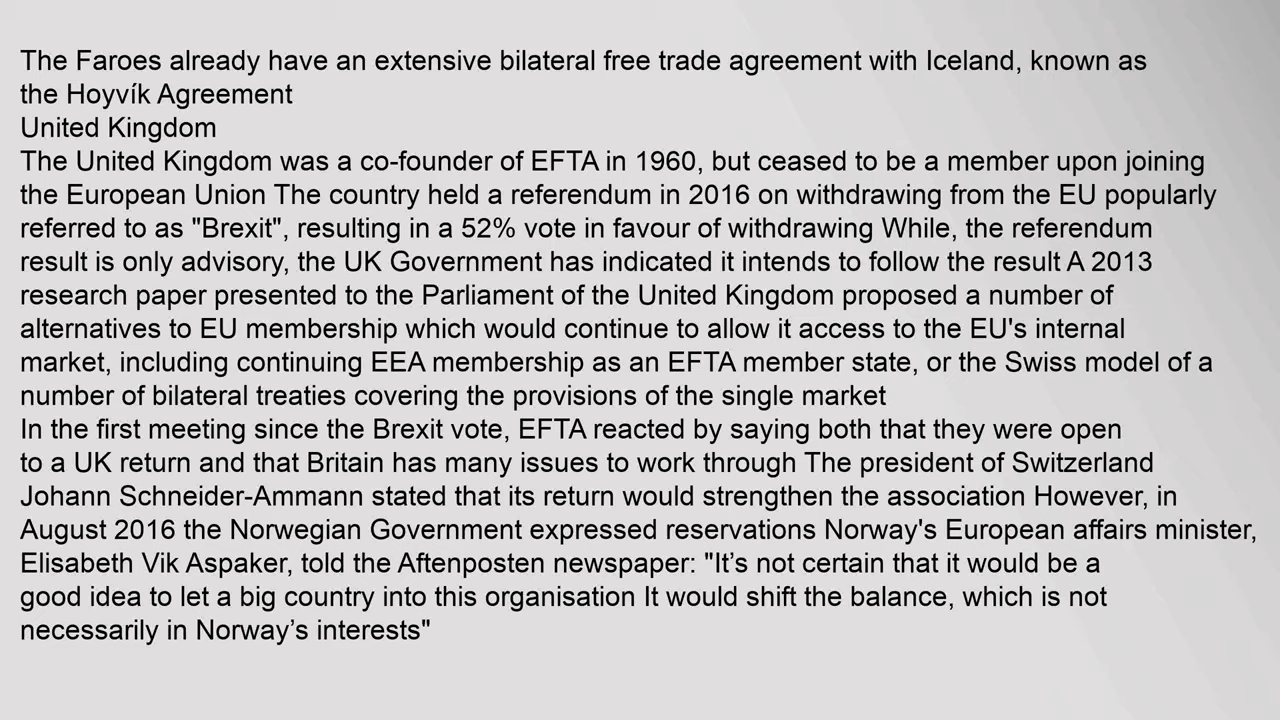 The Faroes already have an extensive bilateral free trade agreement with Iceland, known as
the Hoyvík Agreement
United Kingdom
The United Kingdom was a co-founder of EFTA in 1960, but ceased to be a member upon joining
the European Union The country held a referendum in 2016 on withdrawing from the EU popularly
referred to as "Brexit", resulting in a 52% vote in favour of withdrawing While, the referendum
result is only advisory, the UK Government has indicated it intends to follow the result A 2013
research paper presented to the Parliament of the United Kingdom proposed a number of
alternatives to EU membership which would continue to allow it access to the EU's internal
market, including continuing EEA membership as an EFTA member state, or the Swiss model of a
number of bilateral treaties covering the provisions of the single market
In the first meeting since the Brexit vote, EFTA reacted by saying both that they were open
to a UK return and that Britain has many issues to work through The president of Switzerland
Johann Schneider-Ammann stated that its return would strengthen the association However, in
August 2016 the Norwegian Government expressed reservations Norway's European affairs minister,
Elisabeth Vik Aspaker, told the Aftenposten newspaper: "It’s not certain that it would be a
good idea to let a big country into this organisation It would shift the balance, which is not
necessarily in Norway’s interests"